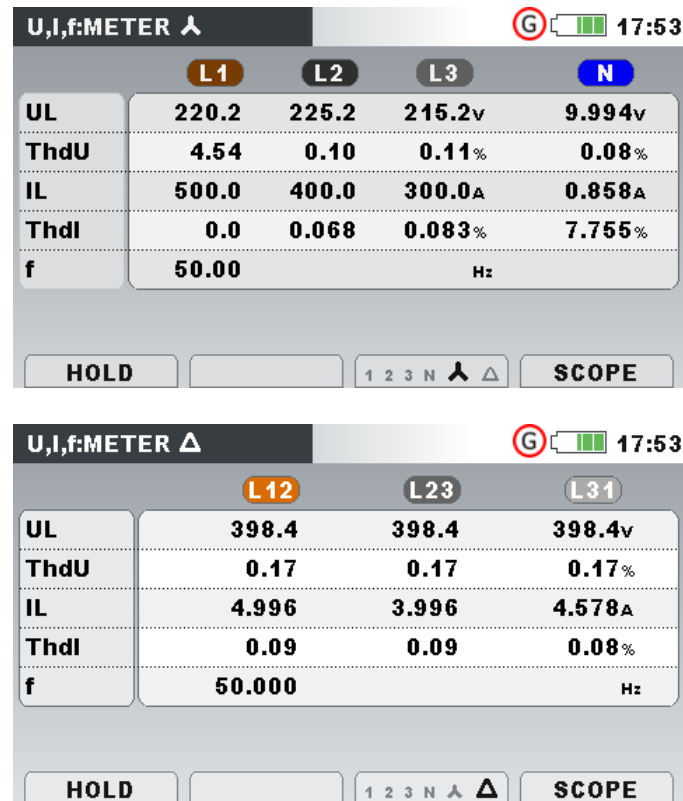 U,I,f:METER G 17:53
L1 L2 L3 N
UL 220.2 225.2 215.2V 9.994V
ThdU 4.54 0.10 0.11% 0.08%
IL 500.0 400.0 300.0A 0.858A
ThdI 0.0 0.068 0.083% 7.755%
f 50.00 Hz
HOLD 1 2 3 N 人 Δ SCOPE
U,I,f:METER Δ G 17:53
L12 L23 L31
UL 398.4 398.4 398.4V
ThdU 0.17 0.17 0.17%
IL 4.996 3.996 4.578A
ThdI 0.09 0.09 0.08%
f 50.000 Hz
HOLD 1 2 3 N 人 Δ SCOPE